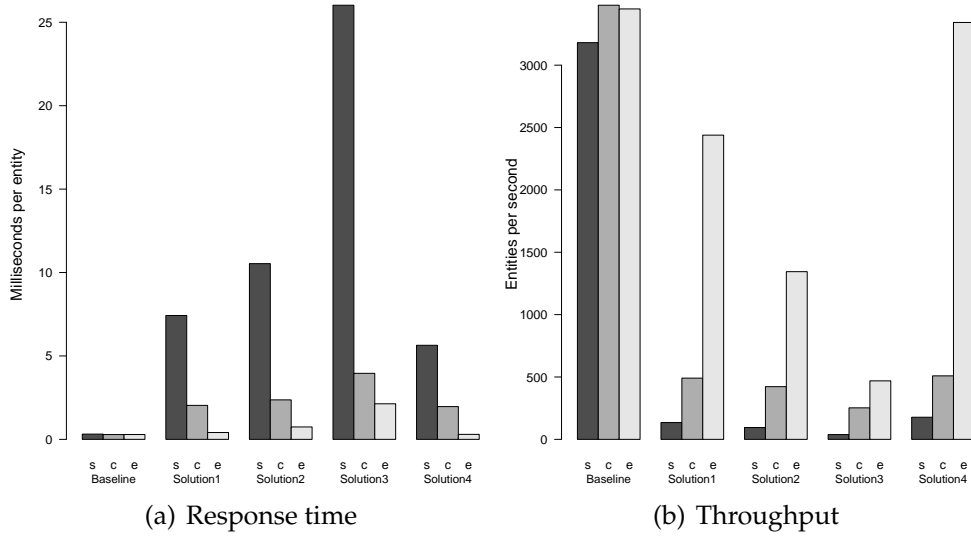 25
20
15
10
5
0
Milliseconds per entity
s c e s c e s c e s c e s c e
Baseline Solution1 Solution2 Solution3 Solution4
(a) Response time
3000
2500
2000
1500
1000
500
0
Entities per second
s c e s c e s c e s c e s c e
Baseline Solution1 Solution2 Solution3 Solution4
(b) Throughput